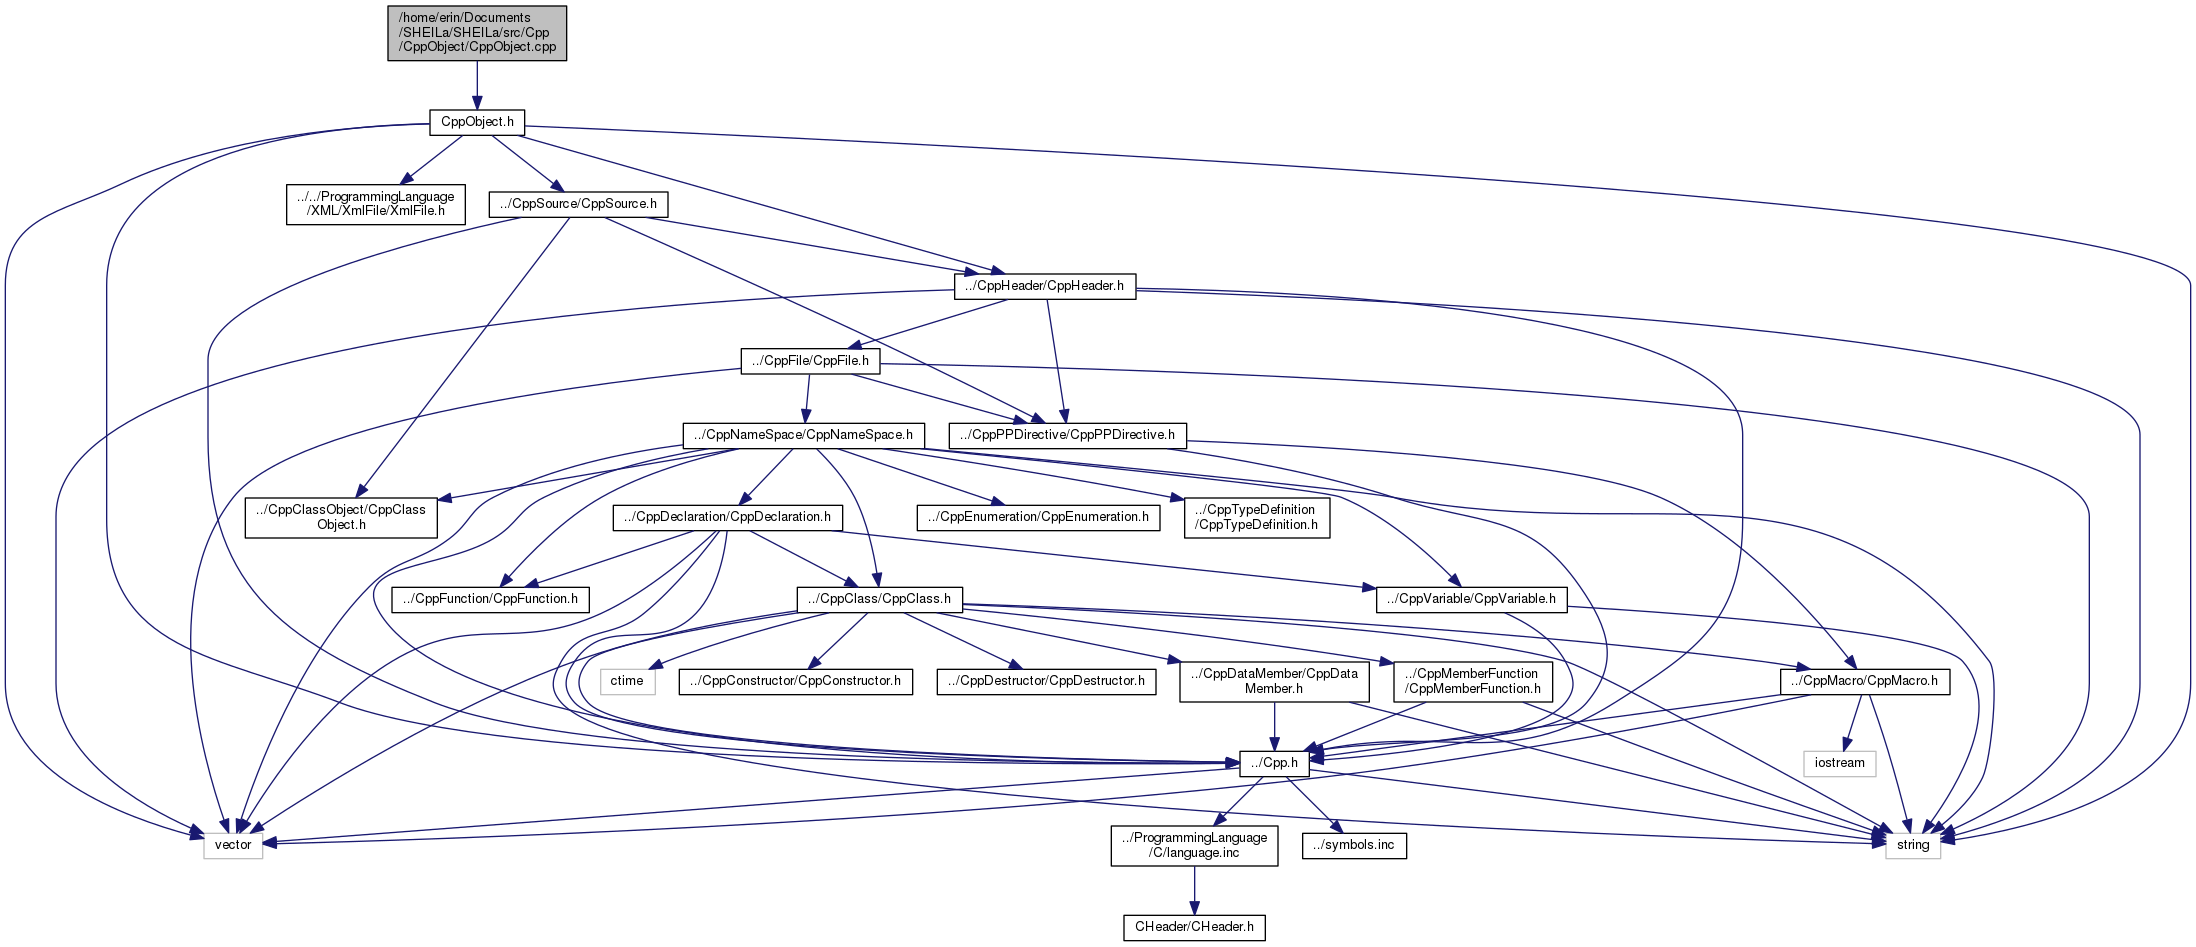 /home/erin/Documents
/SHEILa/SHEILa/src/Cpp
/CppObject/CppObject.cpp
CppObject.h
../../ProgrammingLanguage
/XML/XmlFile/XmlFile.h
../CppSource/CppSource.h
../CppHeader/CppHeader.h
../CppFile/CppFile.h
../CppNameSpace/CppNameSpace.h
../CppPPDirective/CppPPDirective.h
../CppClassObject/CppClass
Object.h
../CppDeclaration/CppDeclaration.h
../CppEnumeration/CppEnumeration.h
../CppTypeDefinition
/CppTypeDefinition.h
../CppFunction/CppFunction.h
../CppClass/CppClass.h
../CppVariable/CppVariable.h
ctime
../CppConstructor/CppConstructor.h
../CppDestructor/CppDestructor.h
../CppDataMember/CppData
Member.h
../CppMemberFunction
/CppMemberFunction.h
../CppMacro/CppMacro.h
../Cpp.h
iostream
vector
../ProgrammingLanguage
/C/language.inc
../symbols.inc
string
CHeader/CHeader.h